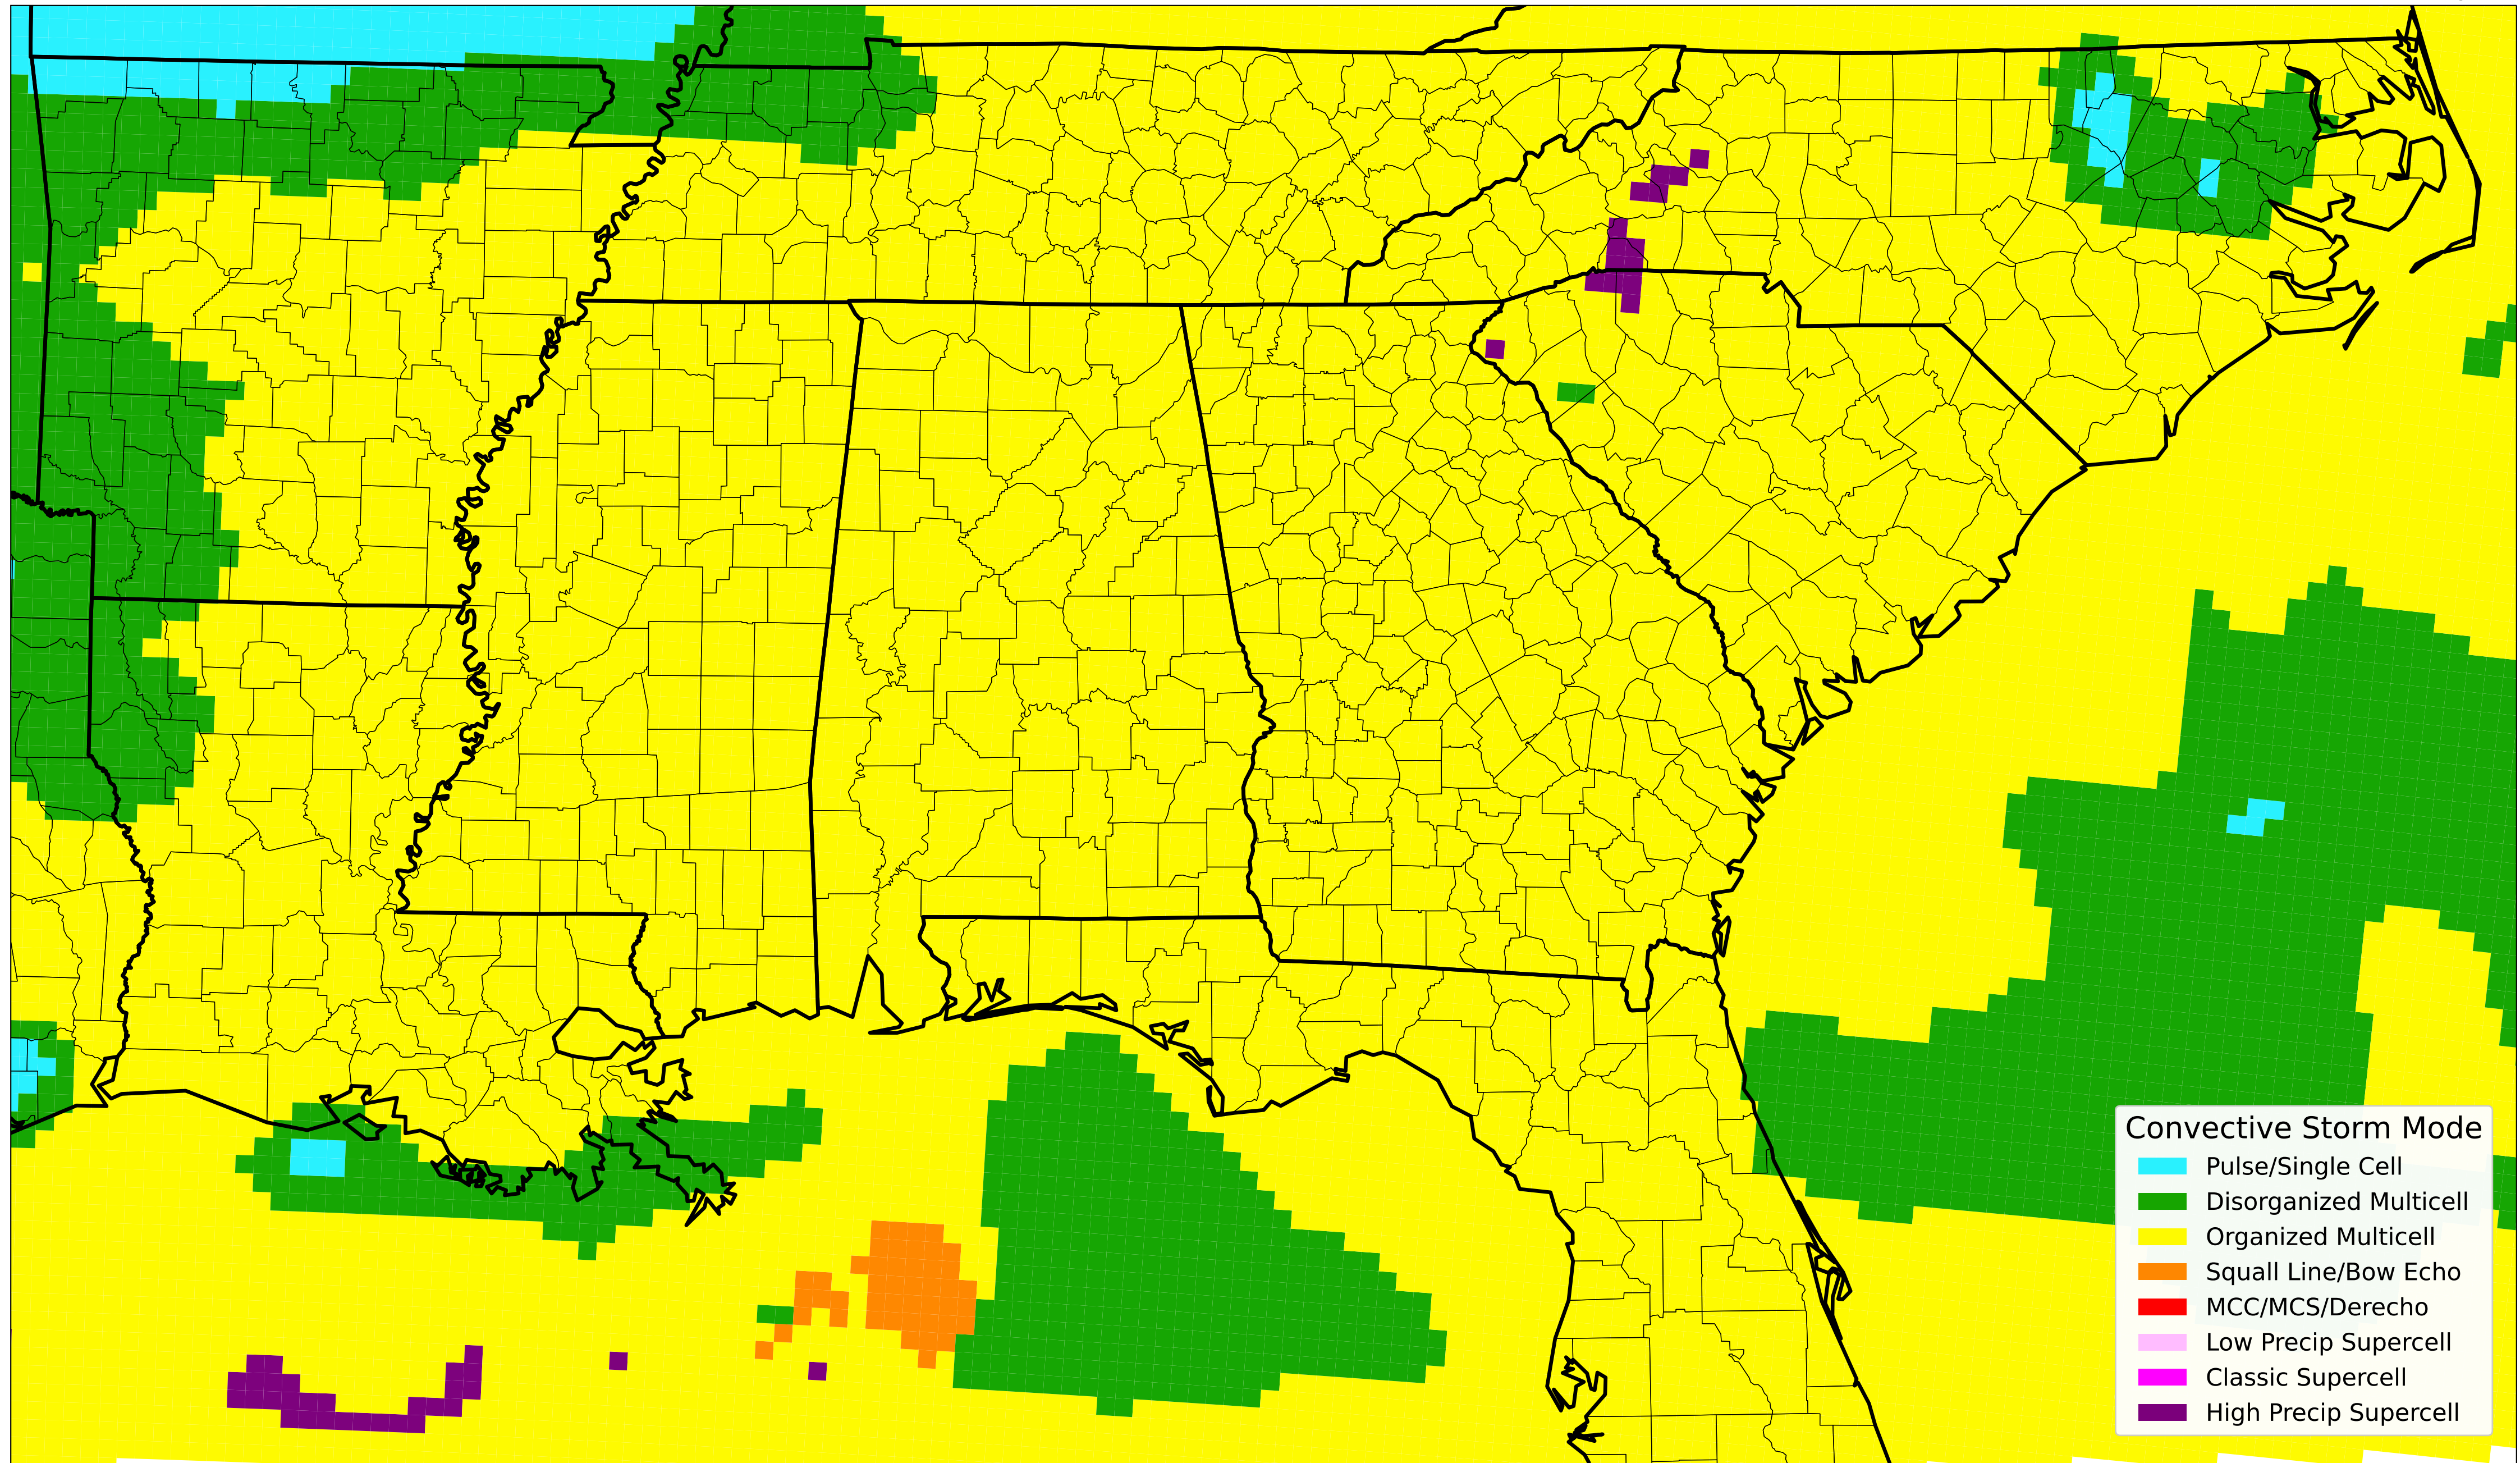 Convective Storm Mode
Pulse/Single Cell
Disorganized Multicell
Organized Multicell
Squall Line/Bow Echo
MCC/MCS/Derecho
Low Precip Supercell
Classic Supercell
High Precip Supercell